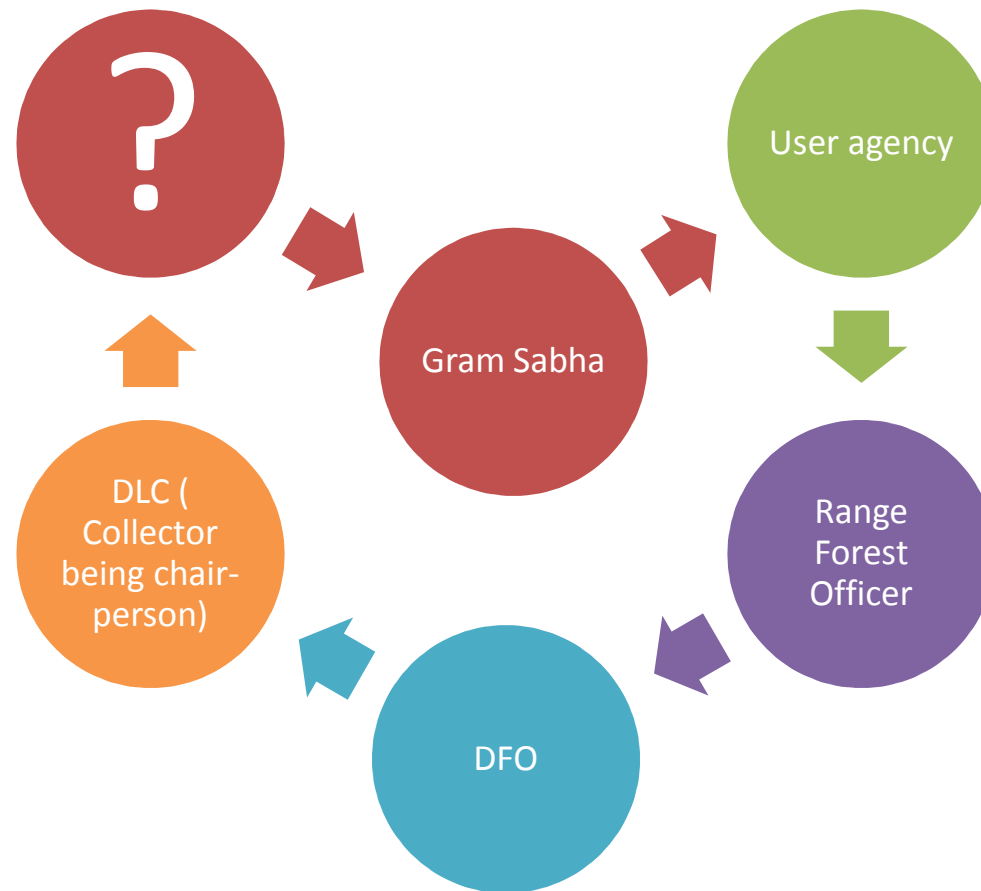 ?
User agency
Gram Sabha
DLC (
Collector
being chair-
person)
Range
Forest
Officer
DFO